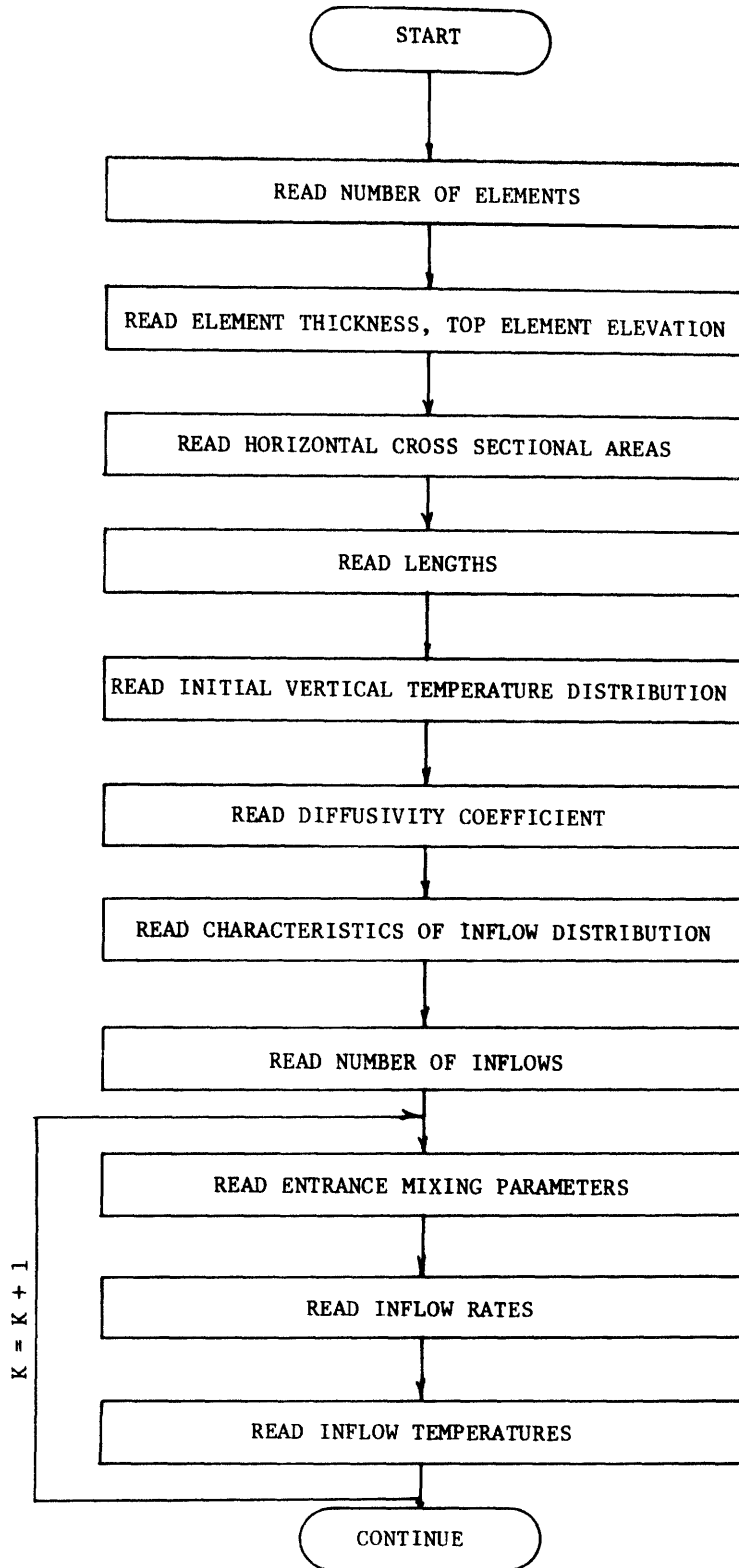 START
READ NUMBER OF ELEMENTS
READ ELEMENT THICKNESS, TOP ELEMENT ELEVATION
READ HORIZONTAL CROSS SECTIONAL AREAS
READ LENGTHS
READ INITIAL VERTICAL TEMPERATURE DISTRIBUTION
READ DIFFUSIVITY COEFFICIENT
READ CHARACTERISTICS OF INFLOW DISTRIBUTION
READ NUMBER OF INFLOWS
READ ENTRANCE MIXING PARAMETERS
READ INFLOW RATES
K = K + 1
READ INFLOW TEMPERATURES
CONTINUE